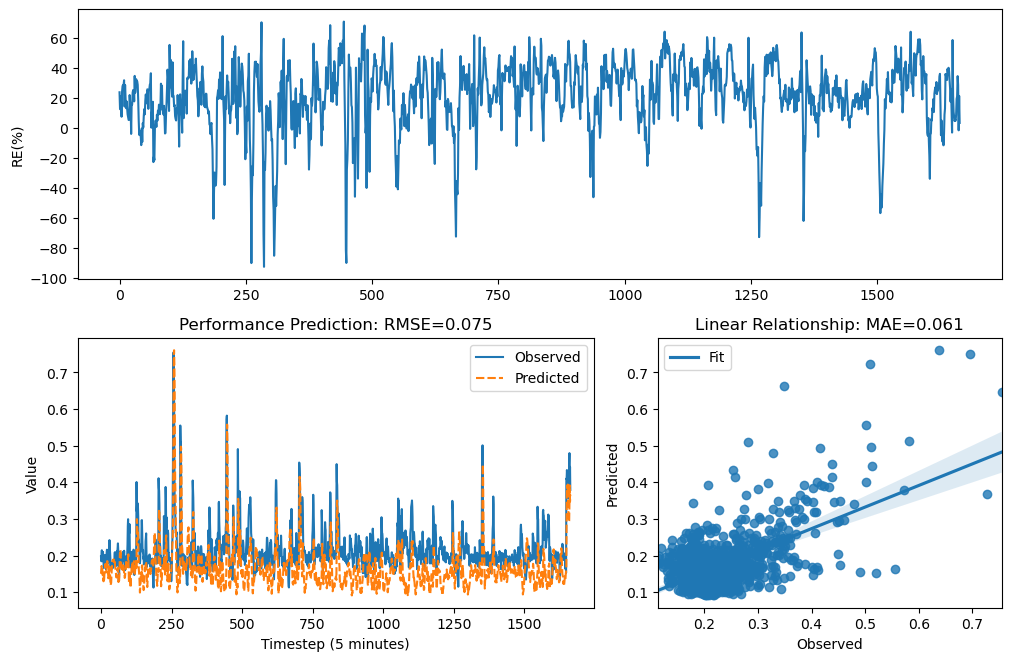 60
40
20
0
−20
−40
−60
−80
−100
RE(%)
0 250 500 750 1000 1250 1500
Performance Prediction: RMSE=0.075
Observed
Predicted
0.7
0.6
0.5
0.4
0.3
0.2
0.1
Value
0 250 500 750 1000 1250 1500
Timestep (5 minutes)
Linear Relationship: MAE=0.061
Fit
0.7
0.6
0.5
0.4
0.3
0.2
0.1
Predicted
0.2 0.3 0.4 0.5 0.6 0.7
Observed